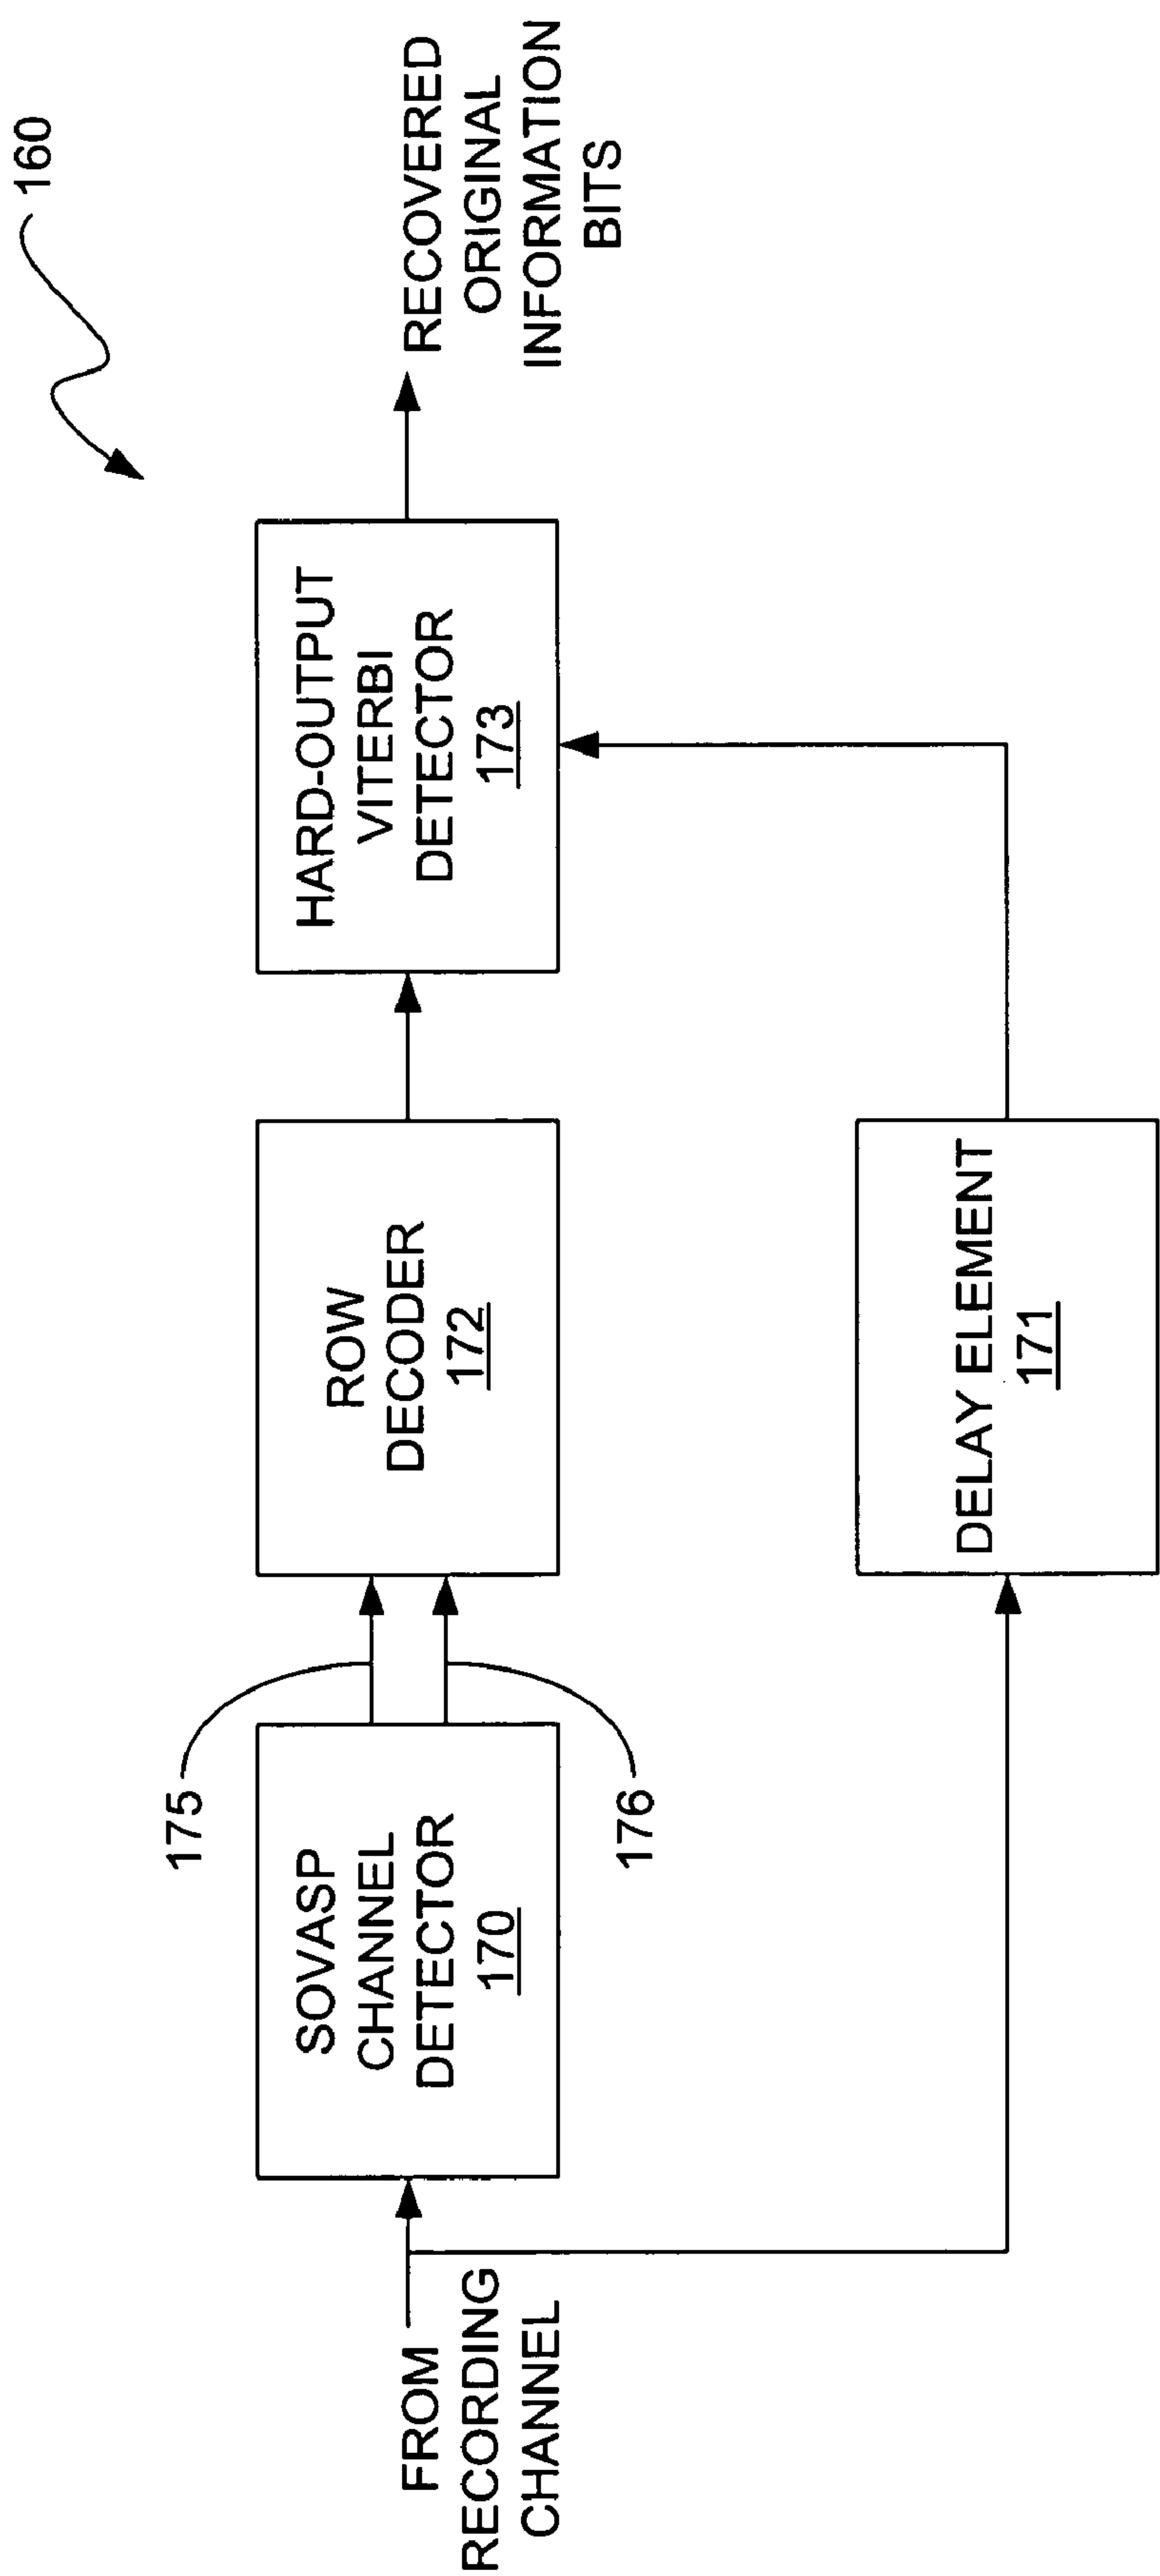 160
FROM
RECORDING
CHANNEL
SOVASP
CHANNEL
DETECTOR
170
175
176
ROW
DECODER
172
HARD-OUTPUT
VITERBI
DETECTOR
173
RECOVERED
ORIGINAL
INFORMATION
BITS
DELAY ELEMENT
171